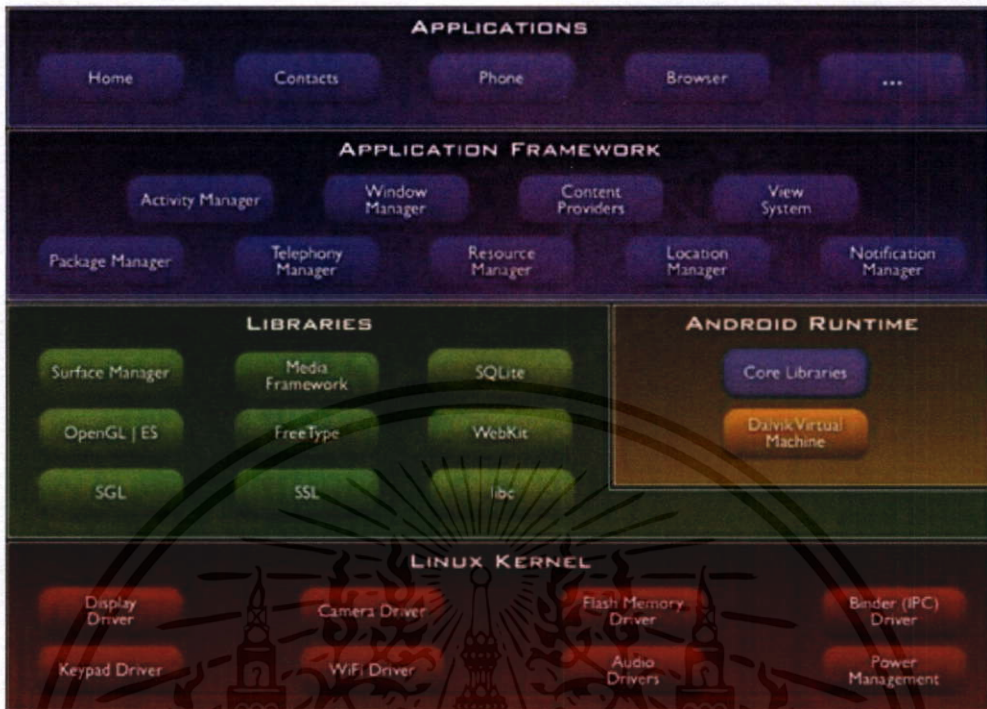 APPLICATIONS
Home
Contacts
Phone
Browser
...
APPLICATION FRAMEWORK
Activity Manager
Window
Manager
Content
Providers
View
System
Package Manager
Telephony
Manager
Resource
Manager
Location
Manager
Notification
Manager
LIBRARIES
Surface Manager
Media
Framework
SQLite
OpenGL | ES
FreeType
WebKit
SGL
SSL
libc
ANDROID RUNTIME
Core Libraries
Dalvik Virtual
Machine
LINUX KERNEL
Display
Driver
Camera Driver
Flash Memory
Driver
Binder (IPC)
Driver
Keypad Driver
WiFi Driver
Audio
Drivers
Power
Management